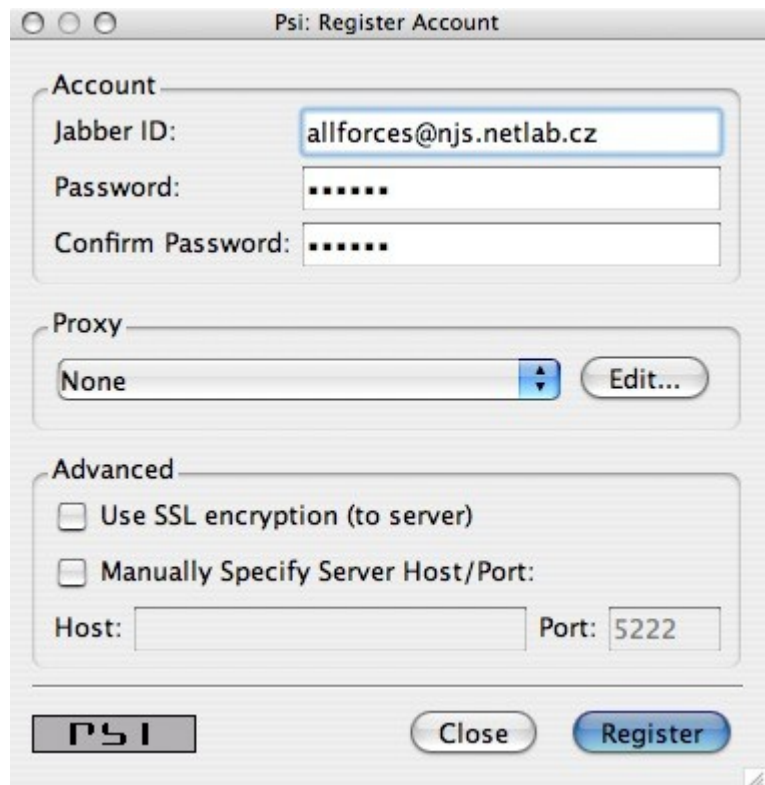 Psi: Register Account
Account
Jabber ID: allforces@njs.netlab.cz
Password: ▪▪▪▪▪▪
Confirm Password: ▪▪▪▪▪▪
Proxy
None Edit...
Advanced
Use SSL encryption (to server)
Manually Specify Server Host/Port:
Host: Port: 5222
PSI Close Register